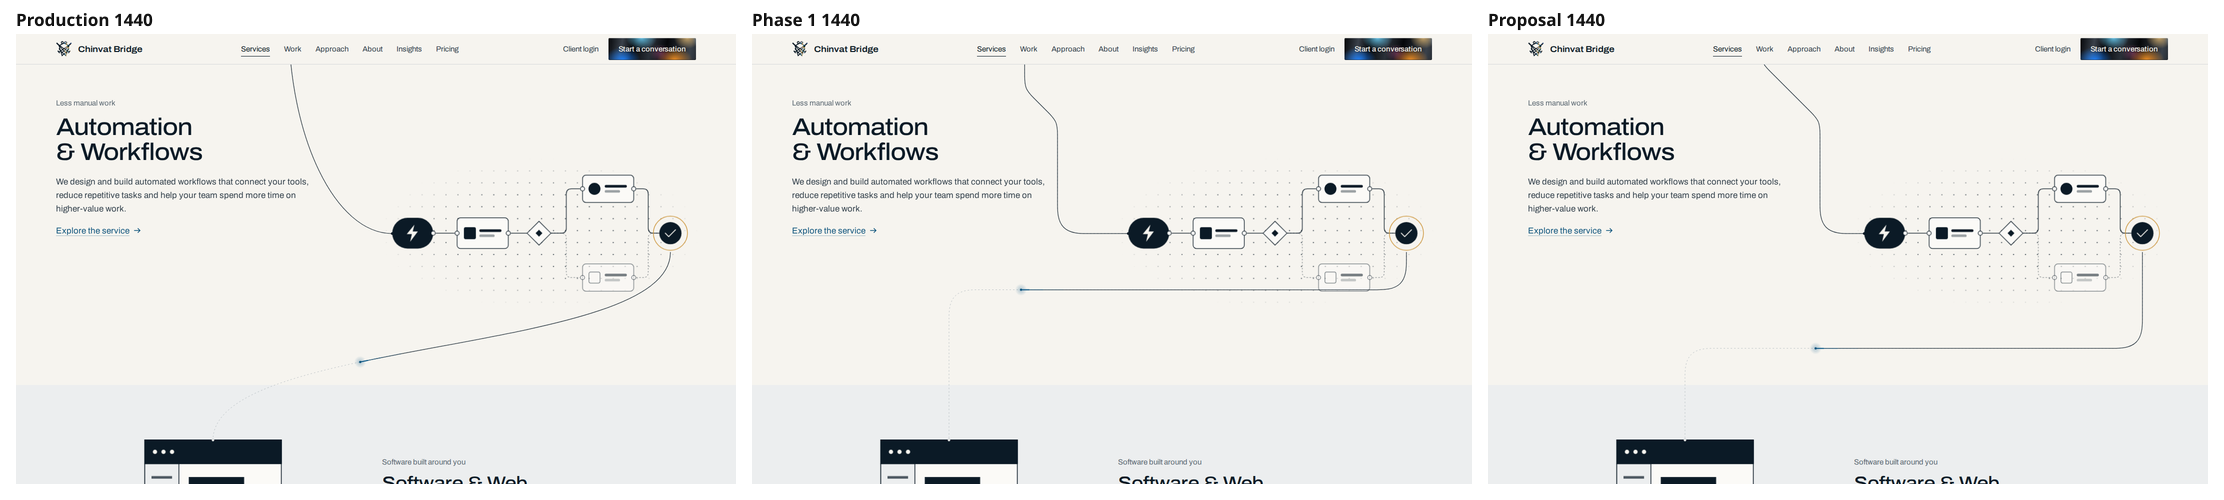 Production 1440
Chinvat Bridge
Services Work Approach About Insights Pricing
Client login
Start a conversation
Less manual work
Automation
& Workflows
We design and build automated workflows that connect your tools,
reduce repetitive tasks and help your team spend more time on
higher-value work.
Explore the service →
Software built around you
Software & Web
Phase 1 1440
Chinvat Bridge
Services Work Approach About Insights Pricing
Client login
Start a conversation
Less manual work
Automation
& Workflows
We design and build automated workflows that connect your tools,
reduce repetitive tasks and help your team spend more time on
higher-value work.
Explore the service →
Software built around you
Software & Web
Proposal 1440
Chinvat Bridge
Services Work Approach About Insights Pricing
Client login
Start a conversation
Less manual work
Automation
& Workflows
We design and build automated workflows that connect your tools,
reduce repetitive tasks and help your team spend more time on
higher-value work.
Explore the service →
Software built around you
Software & Web